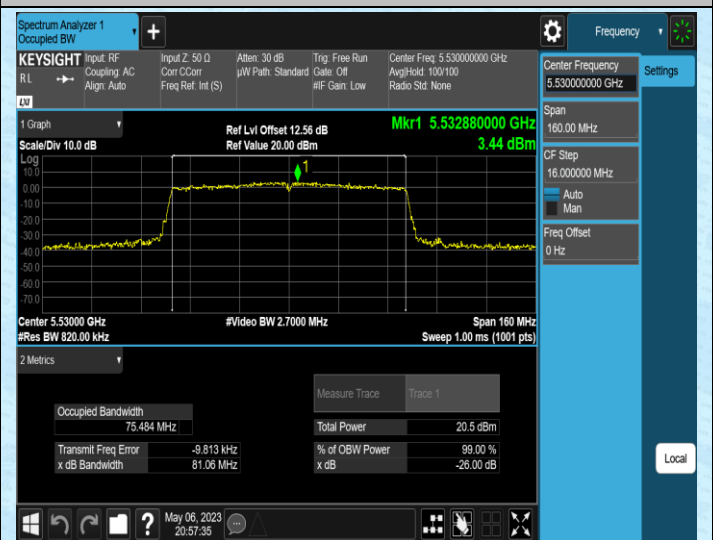 Spectrum Analyzer 1
Occupied BW
+
Frequency
KEYSIGHT
RL
LXI
Input: RF
Coupling: AC
Align: Auto
Input Z: 50 Ω
Corr CCorr
Freq Ref: Int (S)
Atten: 30 dB
µW Path: Standard
Trig: Free Run
Gate: Off
#IF Gain: Low
Center Freq: 5.530000000 GHz
Avg|Hold: 100/100
Radio Std: None
Center Frequency
5.530000000 GHz
Settings
Span
160.00 MHz
CF Step
16.000000 MHz
Auto
Man
Freq Offset
0 Hz
Local
1 Graph
Scale/Div 10.0 dB
Ref Lvl Offset 12.56 dB
Ref Value 20.00 dBm
Mkr1 5.532880000 GHz
3.44 dBm
Log
10.0
0.00
-10.0
-20.0
-30.0
-40.0
-50.0
-60.0
-70.0
1
Center 5.53000 GHz
#Res BW 820.00 kHz
#Video BW 2.7000 MHz
Span 160 MHz
Sweep 1.00 ms (1001 pts)
2 Metrics
Measure Trace Trace 1
Occupied Bandwidth
75.484 MHz
Total Power 20.5 dBm
Transmit Freq Error -9.813 kHz
% of OBW Power 99.00 %
x dB Bandwidth 81.06 MHz
x dB -26.00 dB
?
May 06, 2023
20:57:35